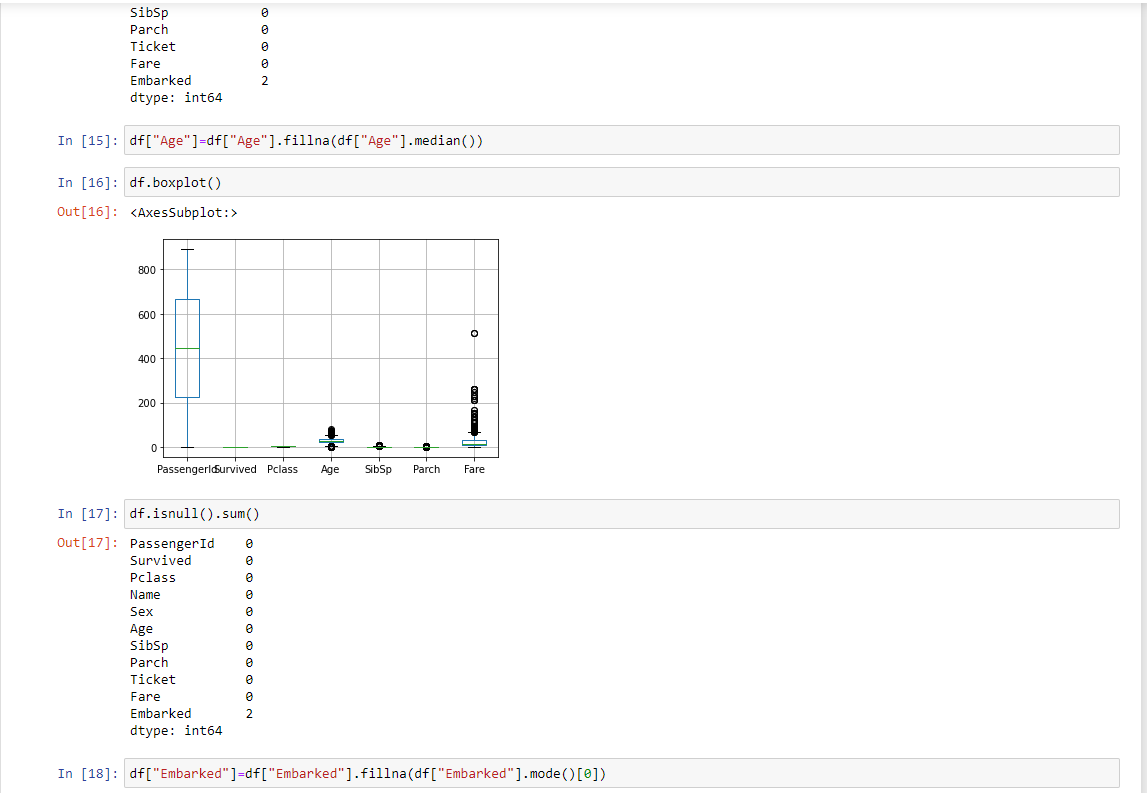 SibSp 0
Parch 0
Ticket 0
Fare 0
Embarked 2
dtype: int64
In [15]: df["Age"]=df["Age"].fillna(df["Age"].median())
In [16]: df.boxplot()
Out[16]: <AxesSubplot:>
800
600
400
200
0
PassengerId Survived Pclass Age SibSp Parch Fare
In [17]: df.isnull().sum()
Out[17]: PassengerId 0
Survived 0
Pclass 0
Name 0
Sex 0
Age 0
SibSp 0
Parch 0
Ticket 0
Fare 0
Embarked 2
dtype: int64
In [18]: df["Embarked"]=df["Embarked"].fillna(df["Embarked"].mode()[0])